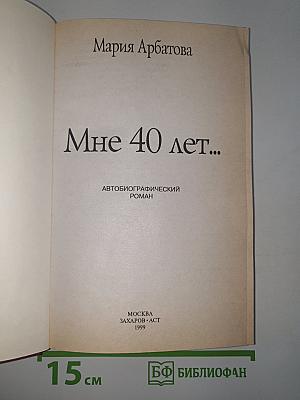 Мария Арбатова
Мне 40 лет...
АВТОБИОГРАФИЧЕСКИЙ
РОМАН
МОСКВА
ЗАХАРОВ•АСТ
1999
15 см
БФ БИБЛИОФАН